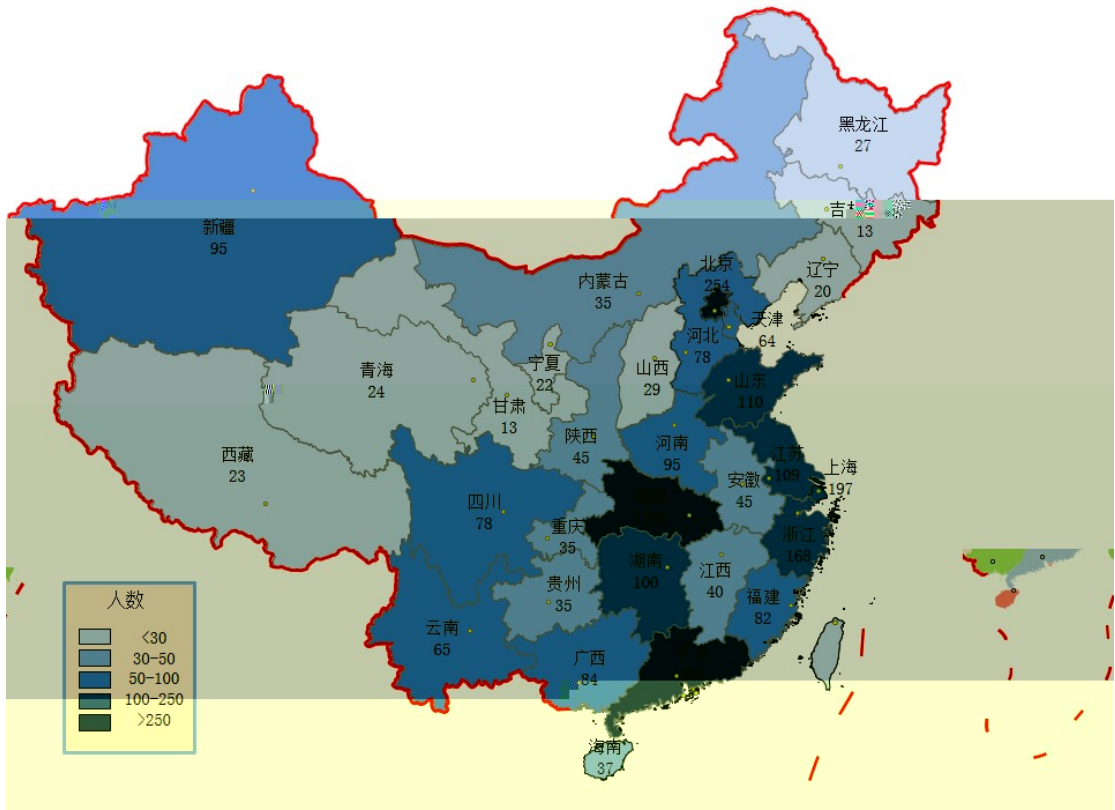 黑龙江
27
吉
13
新疆
95
北京
254
辽宁
20
内蒙古
35
天津
64
河北
78
宁夏
22
山西
29
青海
24
山东
110
甘肃
13
陕西
45
河南
95
西藏
23
江苏
109
上海
197
安徽
45
四川
78
重庆
35
浙江
168
湖南
100
江西
40
贵州
35
福建
82
云南
65
广西
84
海南
37
人数
<30
30-50
50-100
100-250
>250